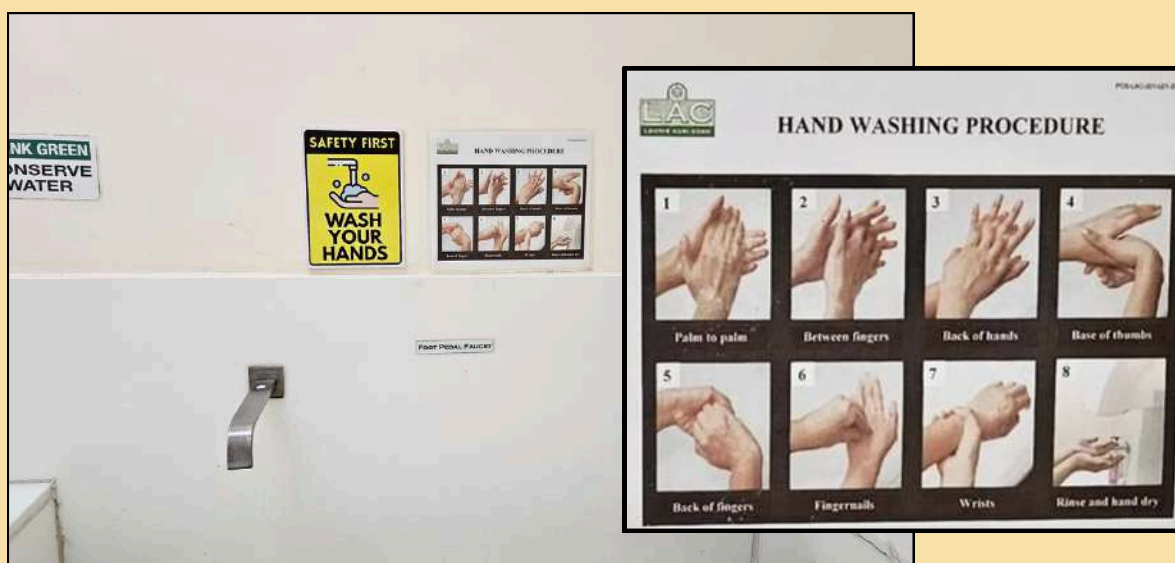 NK GREEN
ONSERVE
WATER
SAFETY FIRST
WASH
YOUR
HANDS
HAND WASHING PROCEDURE
FOOT PEDAL FAUCET
LAC
HAND WASHING PROCEDURE
1
2
3
4
Palm to palm
Between fingers
Back of hands
Base of thumbs
5
6
7
8
Back of fingers
Fingernails
Wrists
Rinse and hand dry